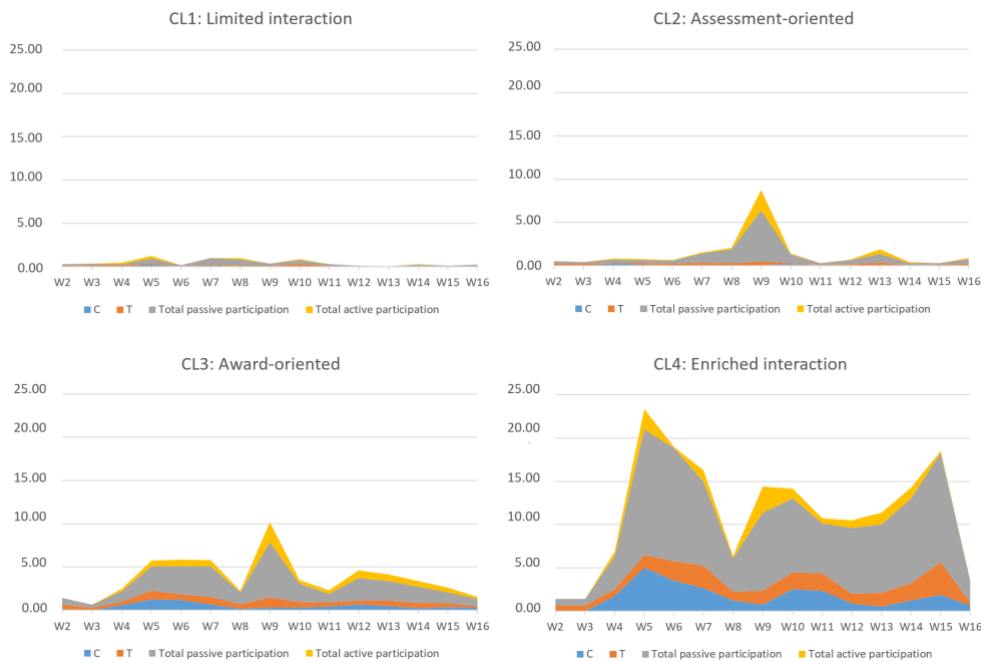 CL1: Limited interaction
25.00
20.00
15.00
10.00
5.00
0.00
W2 W3 W4 W5 W6 W7 W8 W9 W10 W11 W12 W13 W14 W15 W16
C T Total passive participation Total active participation
CL2: Assessment-oriented
25.00
20.00
15.00
10.00
5.00
0.00
W2 W3 W4 W5 W6 W7 W8 W9 W10 W11 W12 W13 W14 W15 W16
C T Total passive participation Total active participation
CL3: Award-oriented
25.00
20.00
15.00
10.00
5.00
0.00
W2 W3 W4 W5 W6 W7 W8 W9 W10 W11 W12 W13 W14 W15 W16
C T Total passive participation Total active participation
CL4: Enriched interaction
25.00
20.00
15.00
10.00
5.00
0.00
W2 W3 W4 W5 W6 W7 W8 W9 W10 W11 W12 W13 W14 W15 W16
C T Total passive participation Total active participation